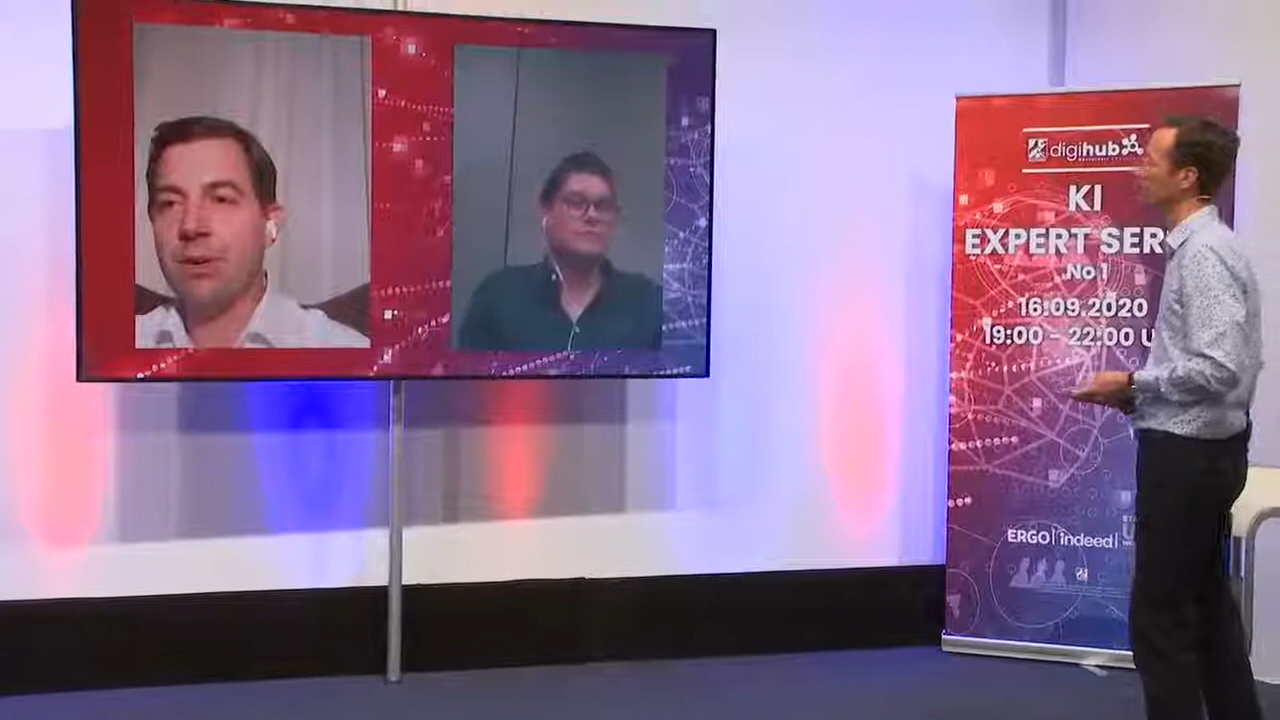 digihub
KI
EXPERT SER
No 1
16.09.2020
19:00 - 22:00 U
ERGO indeed